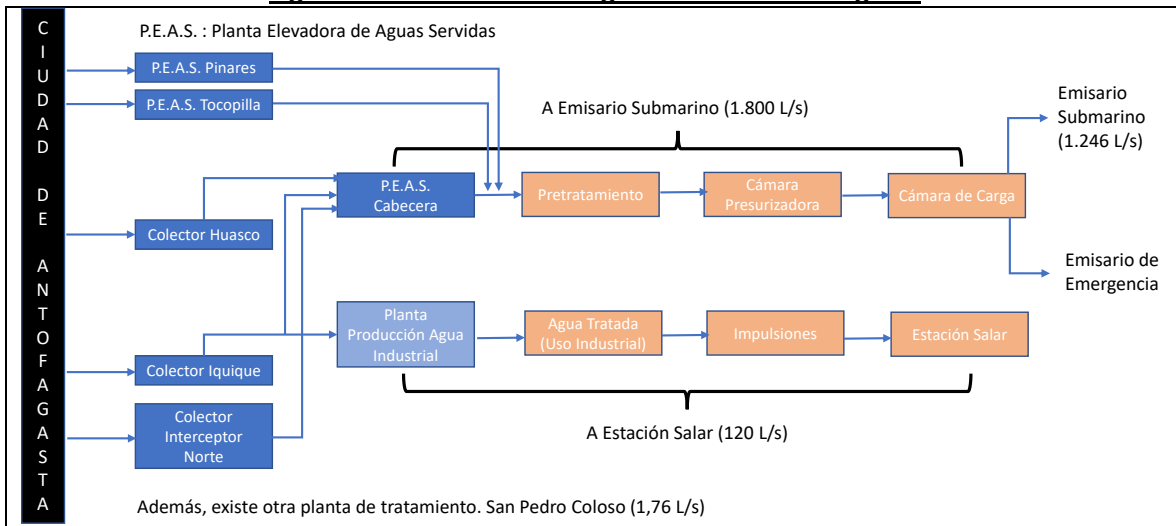 CIUDAD DE ANTOFAGASTA
P.E.A.S. : Planta Elevadora de Aguas Servidas
P.E.A.S. Pinares
P.E.A.S. Tocopilla
A Emisario Submarino (1.800 L/s)
Emisario
Submarino
(1.246 L/s)
P.E.A.S.
Cabecera
Pretratamiento
Cámara
Presurizadora
Cámara de Carga
Colector Huasco
Emisario de
Emergencia
Planta
Producción Agua
Industrial
Agua Tratada
(Uso Industrial)
Impulsiones
Estación Salar
Colector Iquique
Colector
Interceptor
Norte
A Estación Salar (120 L/s)
Además, existe otra planta de tratamiento. San Pedro Coloso (1,76 L/s)